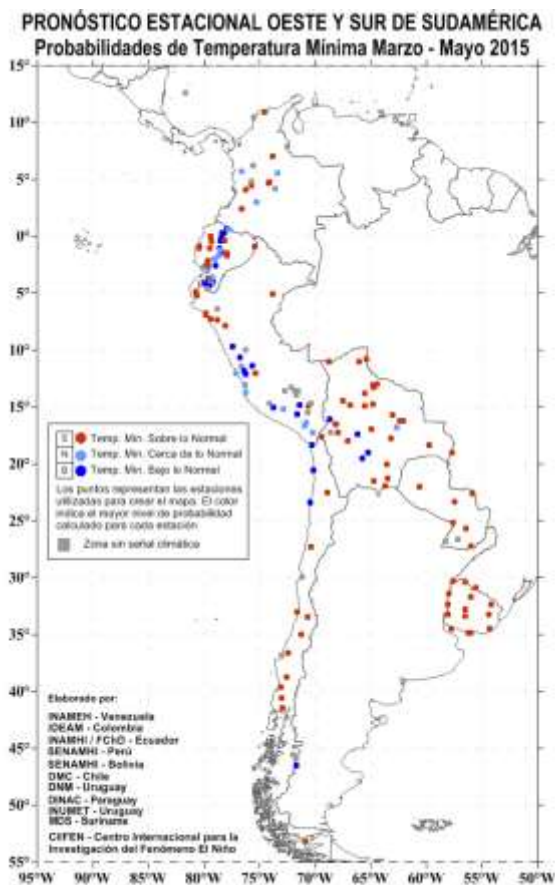 PRONÓSTICO ESTACIONAL OESTE Y SUR DE SUDAMÉRICA
Probabilidades de Temperatura Mínima Marzo - Mayo 2015
15°
10°
5°
0°
5°
10°
15°
S Temp. Min. Sobre lo Normal
N Temp. Min. Cerca de lo Normal
B Temp. Min. Bajo lo Normal
Los puntos representan las estaciones
utilizadas para crear el mapa. El color
indica el mayor nivel de probabilidad
calculado para cada estación
Zona sin señal climática
20°
25°
30°
35°
40°
Elaborado por:
INAMEH - Venezuela
IDEAM - Colombia
INAMHI / - Ecuador
SENAMHI - Perú
SENAMHI - Bolivia
DMC - Chile
DNM - Uruguay
DINAC - Paraguay
INUMET - Uruguay
MDS - Suriname
CIIFEN - Centro Internacional para la
Investigación del Fenómeno El Niño
45°
50°
55°
95°W 90°W 85°W 80°W 75°W 70°W 65°W 60°W 55°W 50°W